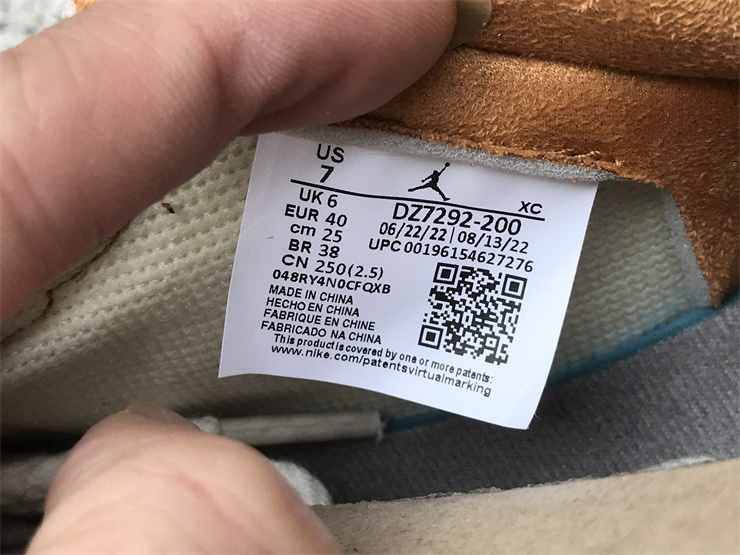 US
7
UK 6
EUR 40
cm 25
BR 38
CN 250(2.5)
XC
DZ7292-200
06/22/22 08/13/22
UPC 00196154627276
048RY4N0CFQXB
MADE IN CHINA
HECHO EN CHINA
FABRIQUE EN CHINE
FABRICADO NA CHINA
This product is covered by one or more patents:
www.nike.com/patentsvirtualmarking